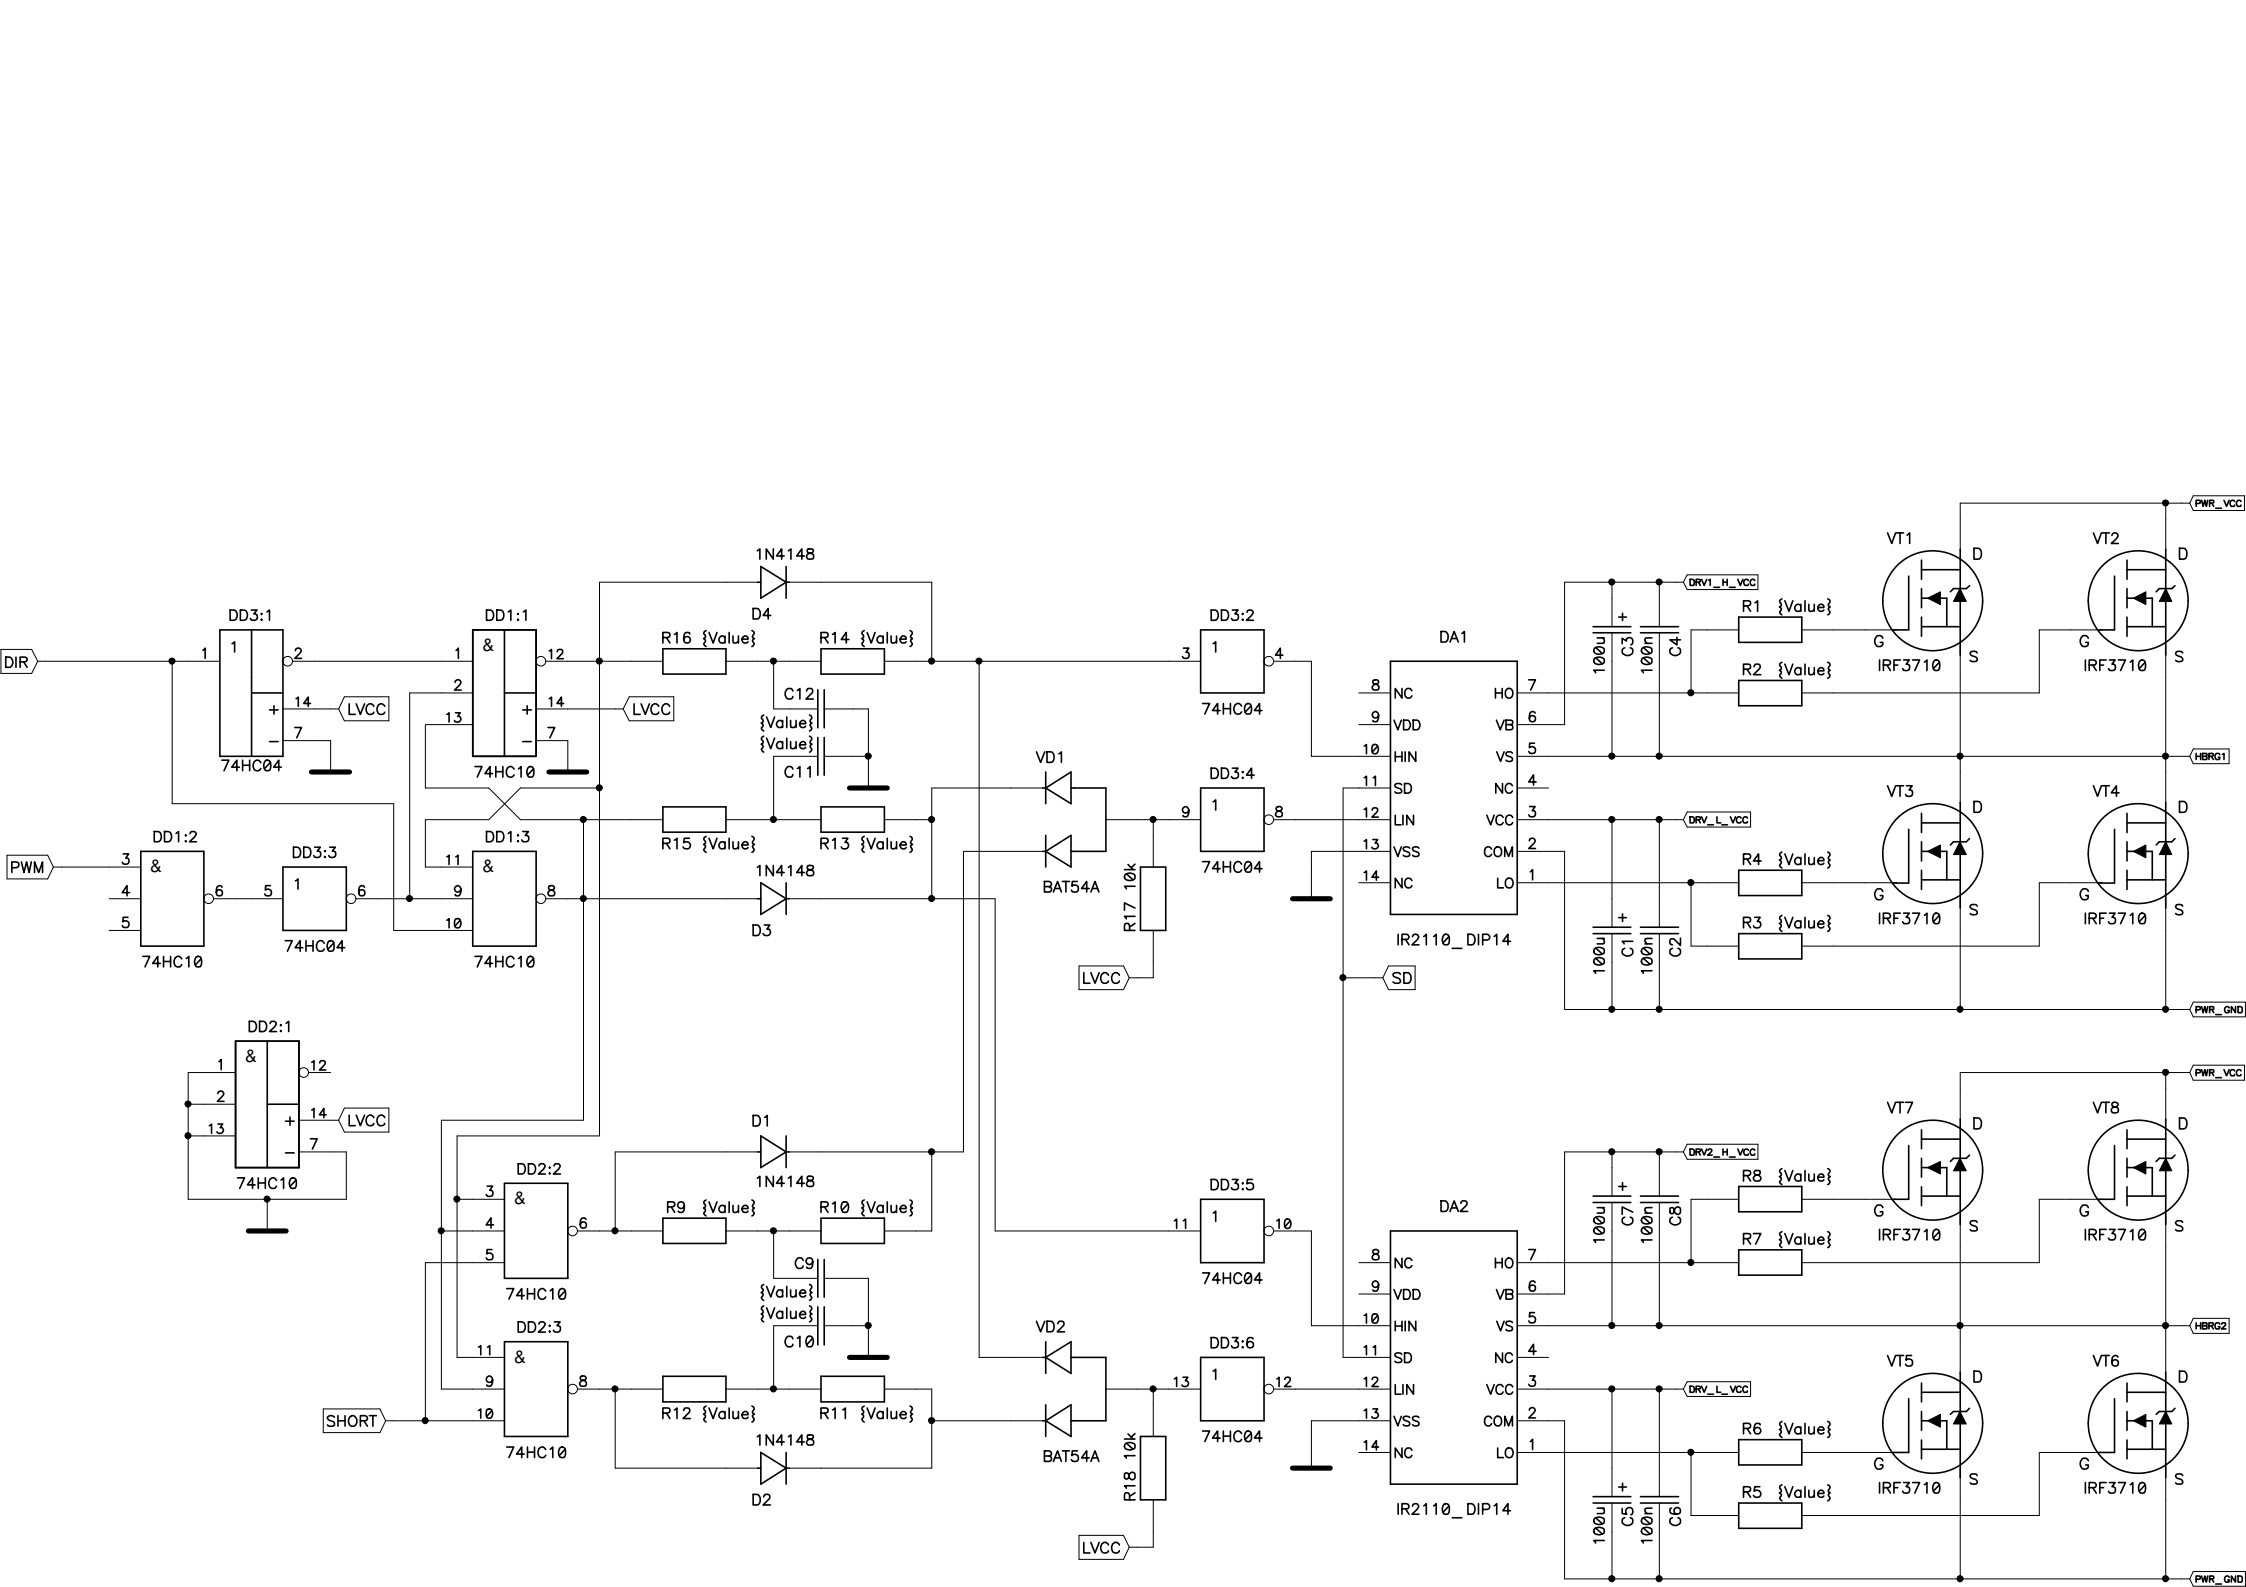 DIR
DD3:1
1
1
2
+
14
LVCC
−
7
74HC04
DD1:1
&
1
2
13
12
+
14
LVCC
−
7
74HC10
PWM
DD1:2
&
3
4
5
6
74HC10
DD3:3
1
5
6
74HC04
DD1:3
&
11
9
10
8
74HC10
1N4148
D4
R16 {Value}
R14 {Value}
C12
{Value}
{Value}
C11
R15 {Value}
R13 {Value}
1N4148
D3
VD1
BAT54A
R17 10k
LVCC
DD3:2
1
3
4
74HC04
DD3:4
1
9
8
74HC04
DA1
8 NC
9 VDD
10 HIN
11 SD
12 LIN
13 VSS
14 NC
HO 7
VB 6
VS 5
NC 4
VCC 3
COM 2
LO 1
IR2110_DIP14
SD
DRV1_H_VCC
100u
C3
+
100n
C4
R1 {Value}
R2 {Value}
VT1
D
G
S
IRF3710
VT2
D
G
S
IRF3710
PWR_VCC
HBRG1
DRV_L_VCC
100u
C1
+
100n
C2
R4 {Value}
R3 {Value}
VT3
D
G
S
IRF3710
VT4
D
G
S
IRF3710
PWR_GND
DD2:1
&
1
2
13
12
+
14
LVCC
−
7
74HC10
DD2:2
&
3
4
5
6
74HC10
DD2:3
&
11
9
10
8
74HC10
SHORT
D1
1N4148
R9 {Value}
R10 {Value}
C9
{Value}
{Value}
C10
R12 {Value}
R11 {Value}
1N4148
D2
VD2
BAT54A
R18 10k
LVCC
DD3:5
1
11
10
74HC04
DD3:6
1
13
12
74HC04
DA2
8 NC
9 VDD
10 HIN
11 SD
12 LIN
13 VSS
14 NC
HO 7
VB 6
VS 5
NC 4
VCC 3
COM 2
LO 1
IR2110_DIP14
DRV2_H_VCC
100u
C7
+
100n
C8
R8 {Value}
R7 {Value}
VT7
D
G
S
IRF3710
VT8
D
G
S
IRF3710
PWR_VCC
HBRG2
DRV_L_VCC
100u
C5
+
100n
C6
R6 {Value}
R5 {Value}
VT5
D
G
S
IRF3710
VT6
D
G
S
IRF3710
PWR_GND